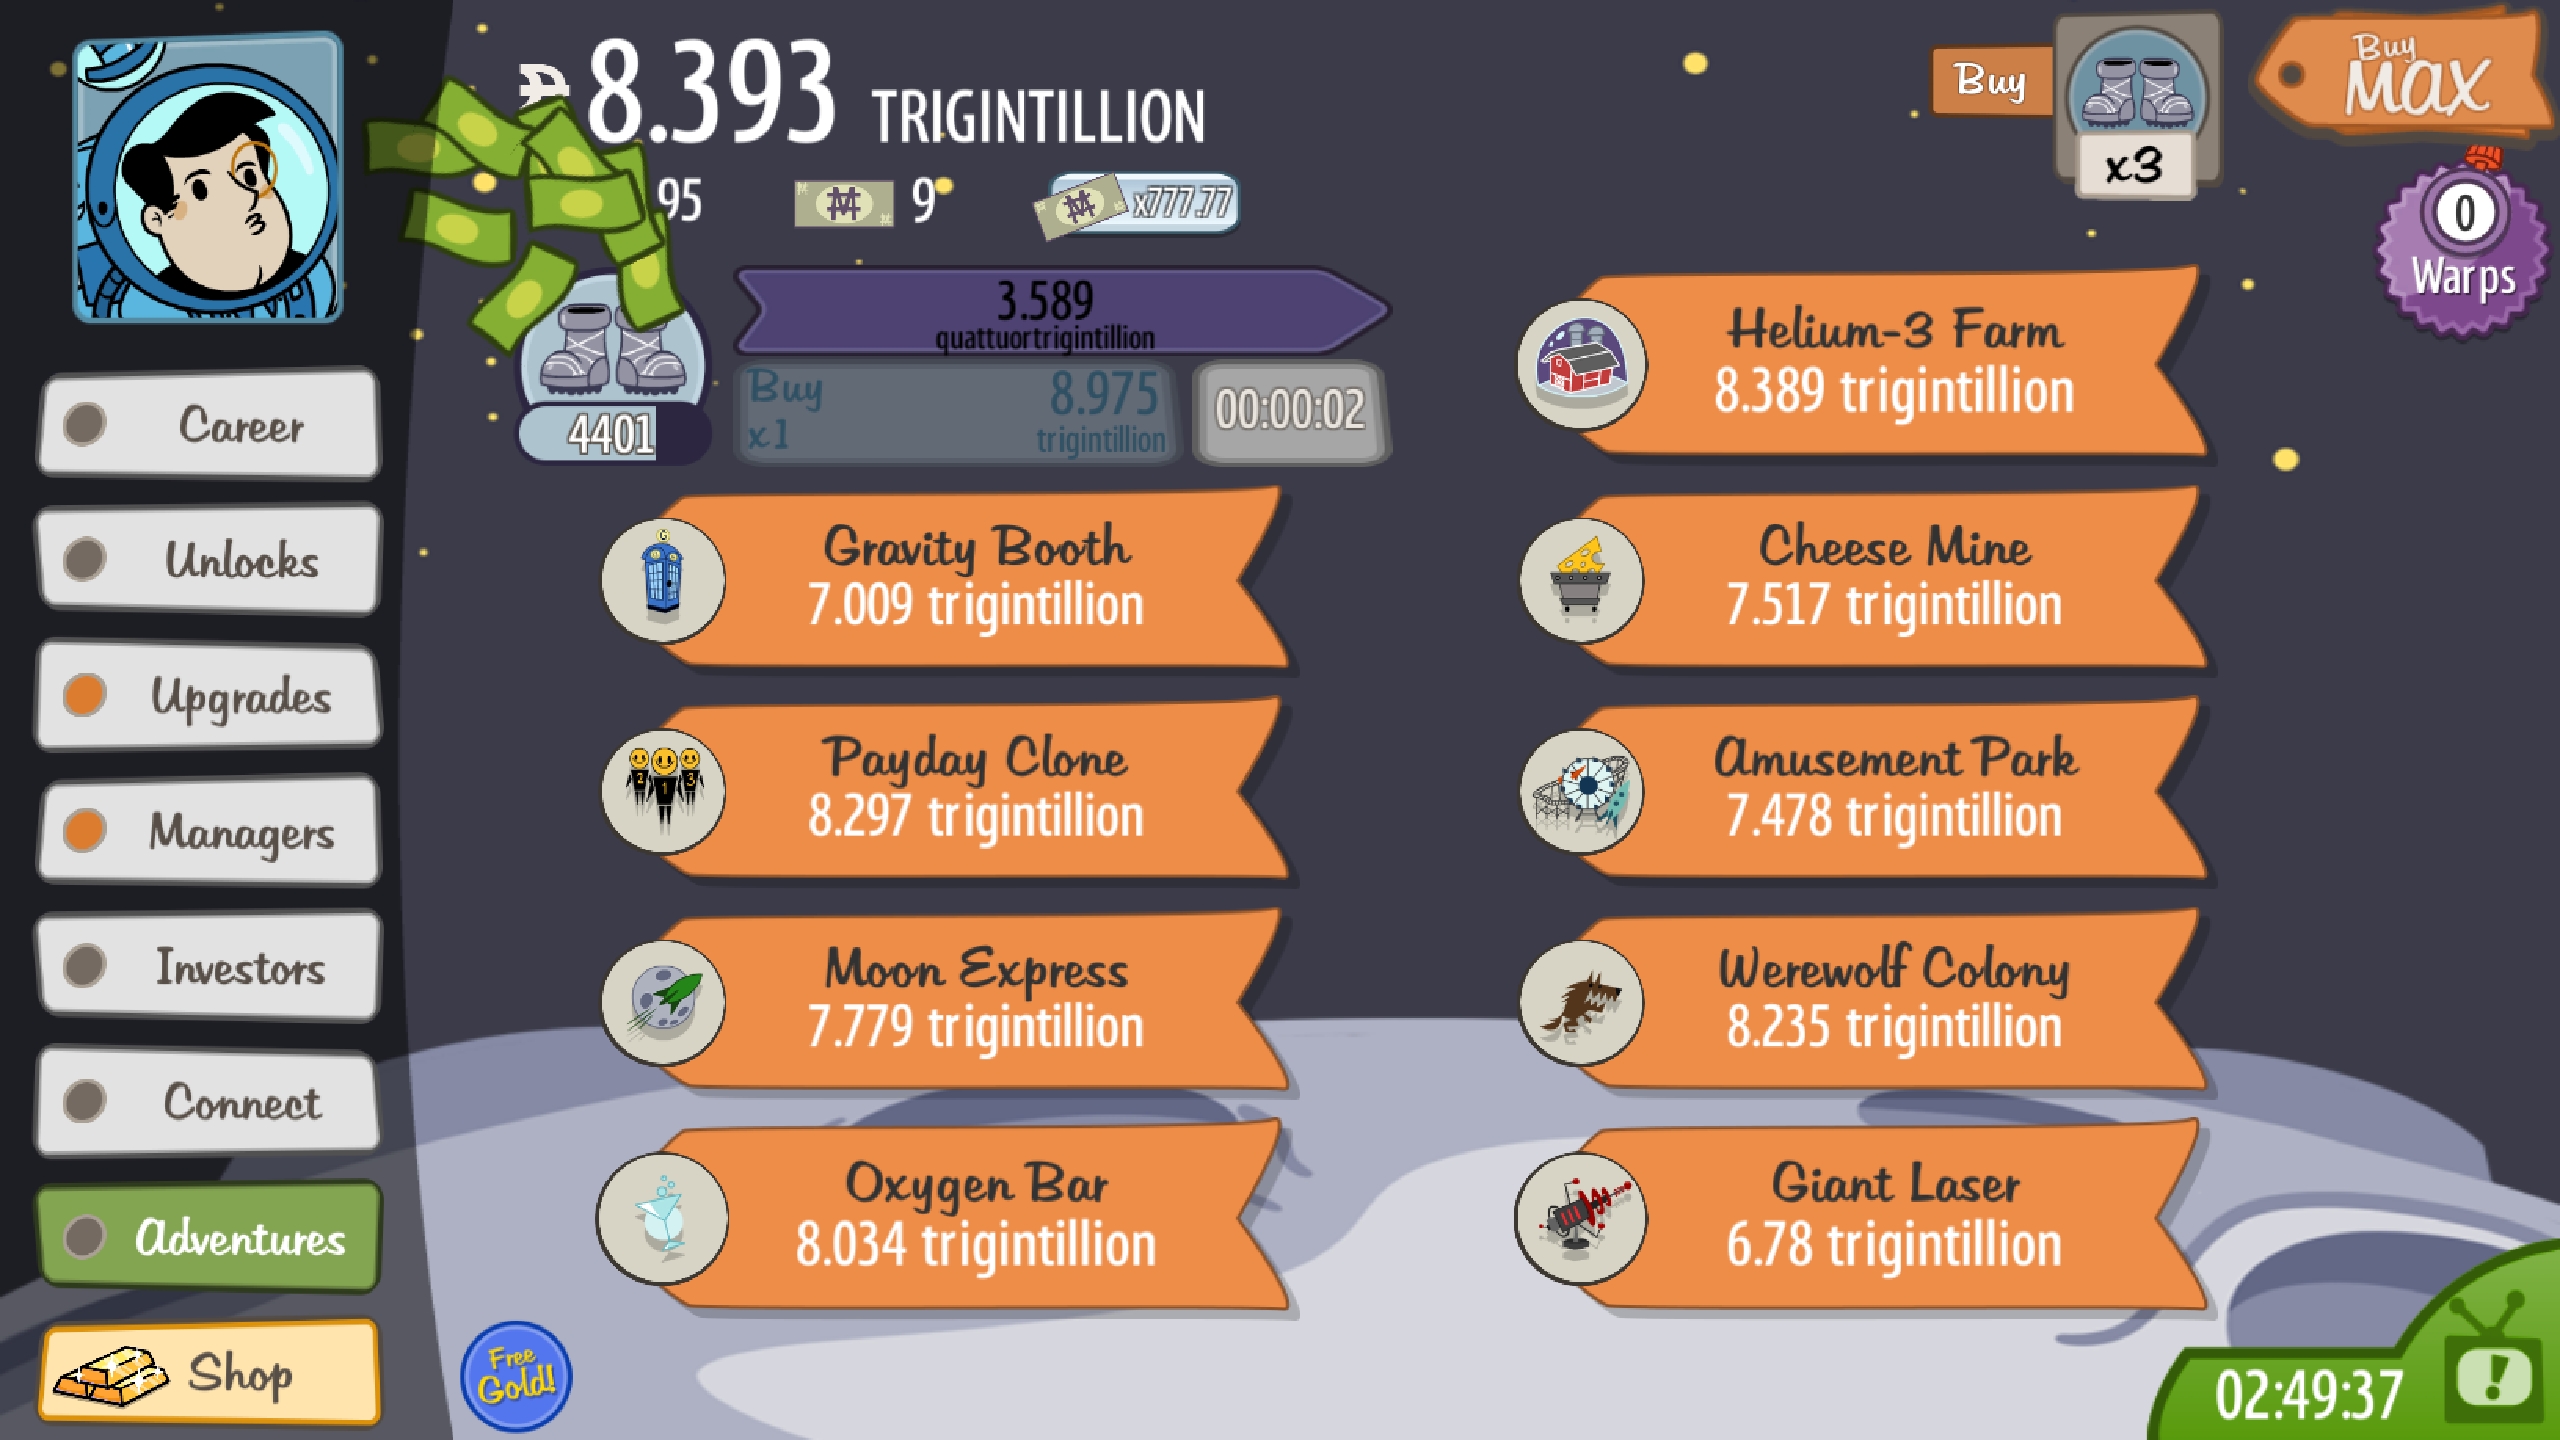 8.393 TRIGINTILLION
95
9
x777.77
Buy
x3
Buy
MAX
0
Warps
3.589
quattuortrigintillion
Buy
x1
8.975
trigintillion
00:00:02
4401
Helium-3 Farm
8.389 trigintillion
Gravity Booth
7.009 trigintillion
Cheese Mine
7.517 trigintillion
Payday Clone
8.297 trigintillion
2 1 3
Amusement Park
7.478 trigintillion
Moon Express
7.779 trigintillion
Werewolf Colony
8.235 trigintillion
Oxygen Bar
8.034 trigintillion
Giant Laser
6.78 trigintillion
Career
Unlocks
Upgrades
Managers
Investors
Connect
Adventures
Shop
Free
Gold!
02:49:37
!